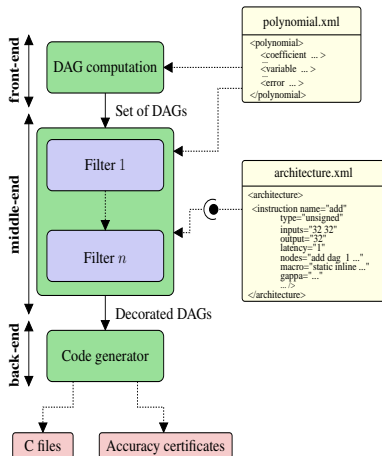 polynomial.xml
<polynomial>
<coefficient ... >
...
<variable ... >
...
<error ... >
</polynomial>
front-end
DAG computation
Set of DAGs
middle-end
Filter 1
Filter n
architecture.xml
<architecture>
<instruction name="add"
type="unsigned"
inputs="32 32"
output="32"
latency="1"
nodes="add dag 1 ..."
macro="static inline ...
gappa="..."
... />
</architecture>
Decorated DAGs
back-end
Code generator
C files
Accuracy certificates